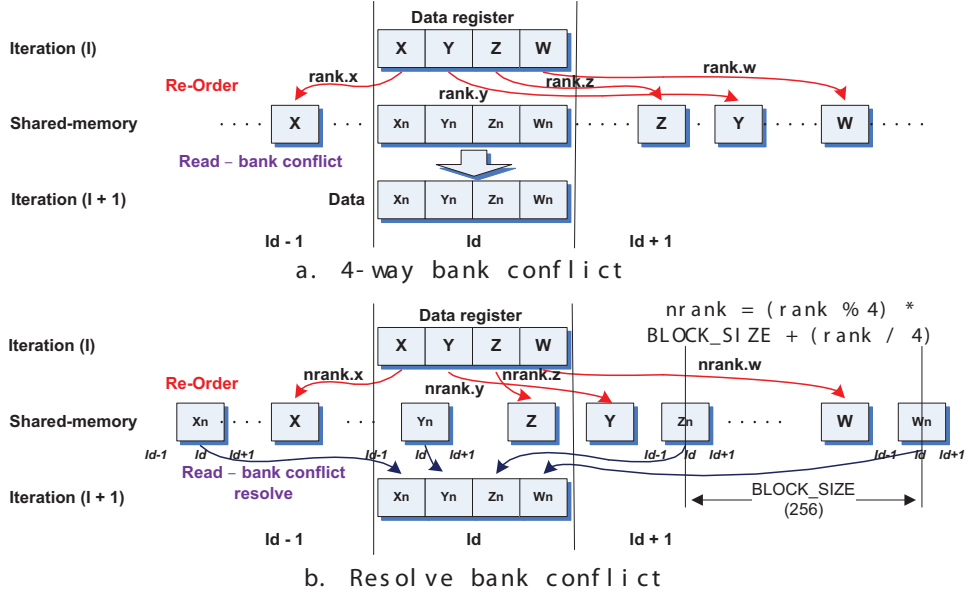 Data register
Iteration (I)
X Y Z W
rank.x rank.z rank.w
Re-Order
rank.y
Shared-memory
X Xn Yn Zn Wn Z Y W
Read – bank conflict
Iteration (I + 1)
Data Xn Yn Zn Wn
Id - 1 Id Id + 1
a. 4-way bank conflict
nrank = (rank % 4) *
BLOCK_SIZE + (rank / 4)
Data register
Iteration (I)
X Y Z W
nrank.x nrank.z nrank.w
Re-Order
nrank.y
Shared-memory
Xn X Yn Z Y Zn W Wn
Id-1 Id Id+1 Id-1 Id Id+1 Id-1 Id Id+1 Id-1 Id Id+1
Read – bank conflict
resolve
Iteration (I + 1)
Xn Yn Zn Wn
BLOCK_SIZE
(256)
Id - 1 Id Id + 1
b. Resolve bank conflict